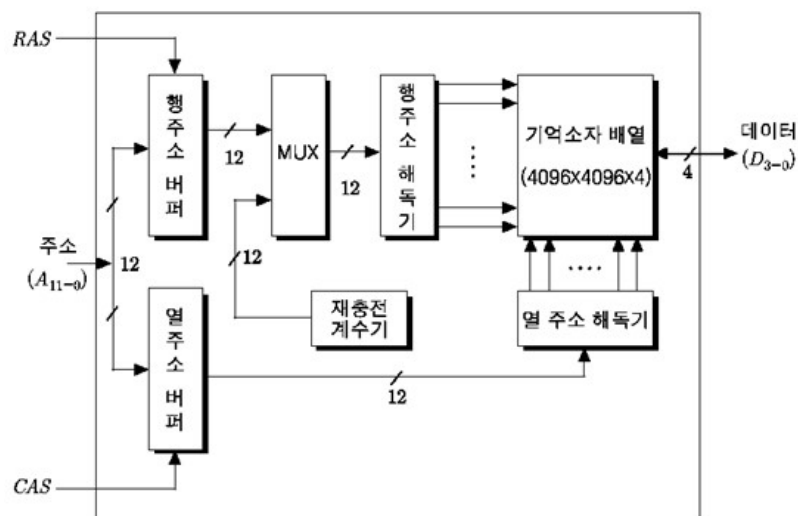 RAS
행주소 버퍼
12
MUX
12
행주소 해독기
기억소자 배열
(4096X4096X4)
데이터
(D3-0)
4
주소
(A11-0)
12
12
열주소 버퍼
재충전
계수기
열 주소 해독기
12
CAS